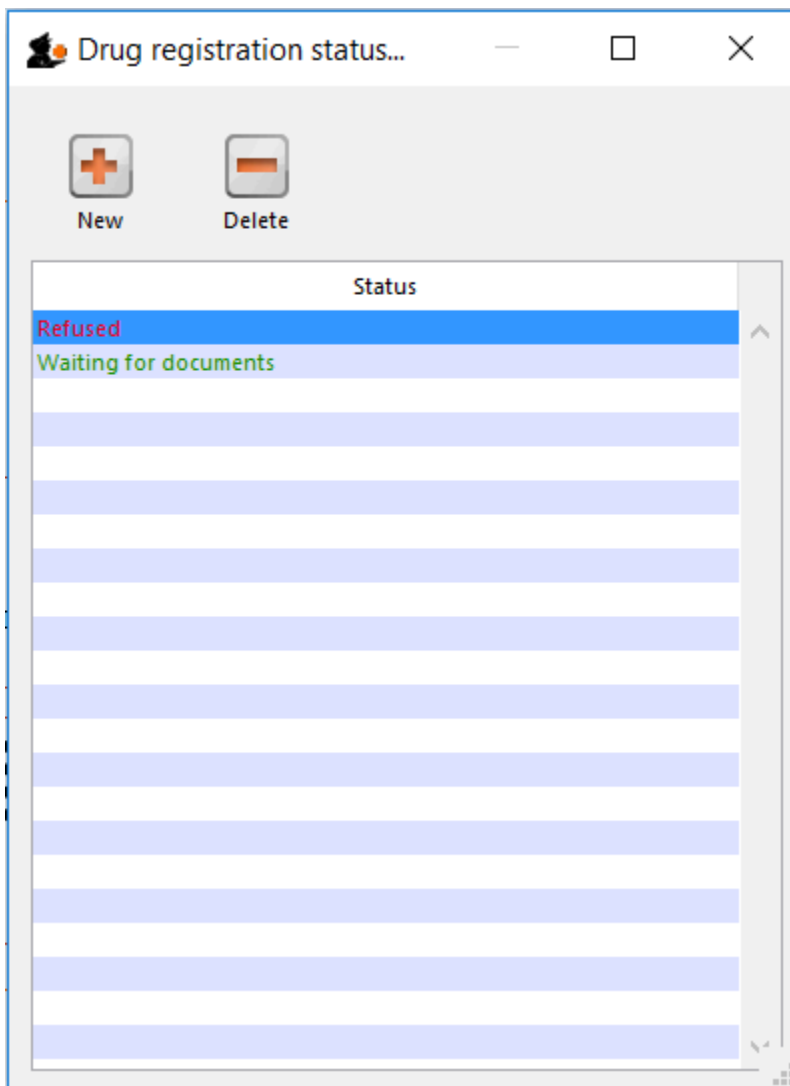 Drug registration status...
New Delete
Status
Refused
Waiting for documents